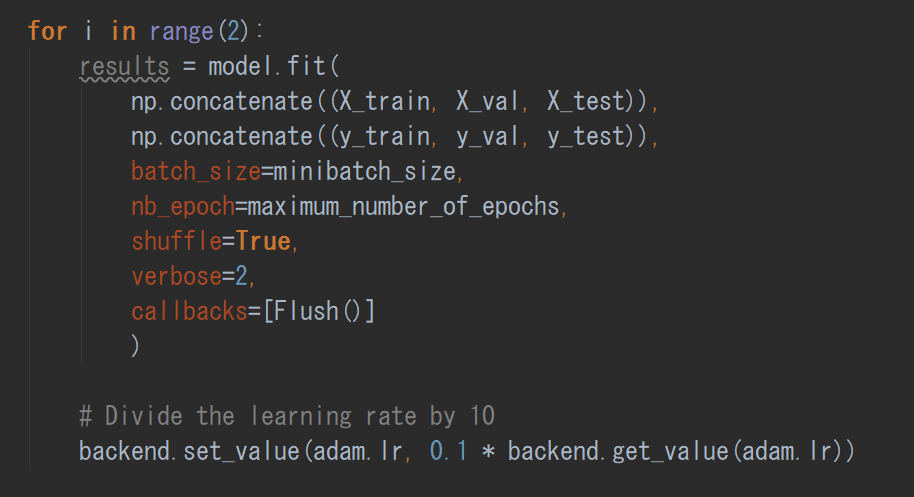 for i in range(2):
results = model.fit(
np.concatenate((X_train, X_val, X_test)),
np.concatenate((y_train, y_val, y_test)),
batch_size=minibatch_size,
nb_epoch=maximum_number_of_epochs,
shuffle=True,
verbose=2,
callbacks=[Flush()]
)
# Divide the learning rate by 10
backend.set_value(adam.lr, 0.1 * backend.get_value(adam.lr))